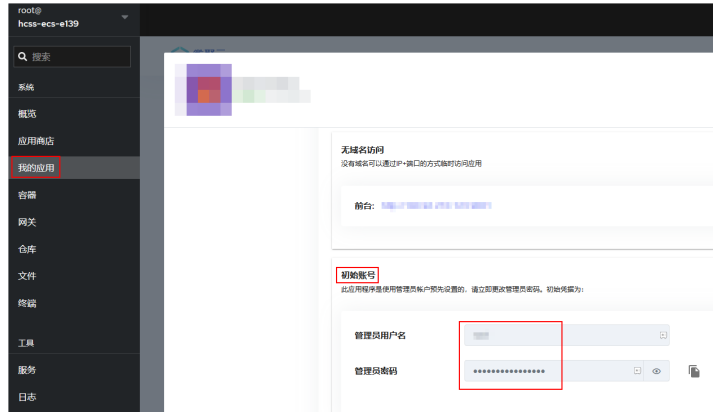 root@
hcss-ecs-e139
搜索
系统
概览
应用商店
我的应用
容器
网关
仓库
文件
终端
工具
服务
日志
无域名访问
没有域名可以通过IP+端口的方式临时访问应用
前台:
初始账号
此应用程序是使用管理员帐户预先设置的，请立即更改管理员密码。初始凭据为:
管理员用户名
管理员密码